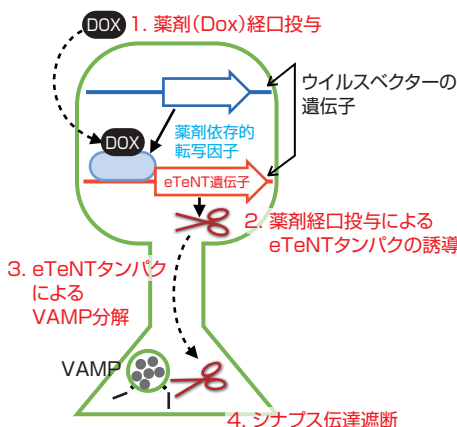 DOX 1. 薬剤(Dox)経口投与
ウイルスベクターの
遺伝子
DOX
薬剤依存的
転写因子
eTeNT遺伝子
2. 薬剤経口投与による
eTeNTタンパクの誘導
3. eTeNTタンパク
による
VAMP分解
VAMP
4. シナプス伝達遮断